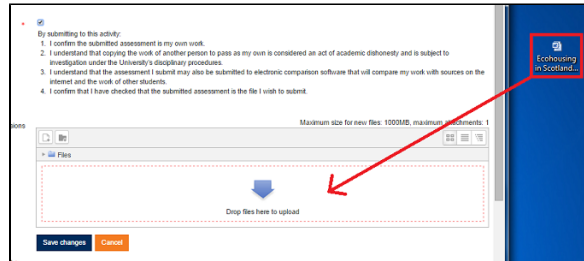 By submitting to this activity:
1. I confirm the submitted assessment is my own work.
2. I understand that copying the work of another person to pass as my own is considered an act of academic dishonesty and is subject to
investigation under the University's disciplinary procedures.
3. I understand that the assessment I submit may also be submitted to electronic comparison software that will compare my work with sources on the
internet and the work of other students.
4. I confirm that I have checked that the submitted assessment is the file I wish to submit.
Ecohousing
in Scotland...
sions
Maximum size for new files: 1000MB, maximum attachments: 1
Files
Drop files here to upload
Save changes
Cancel